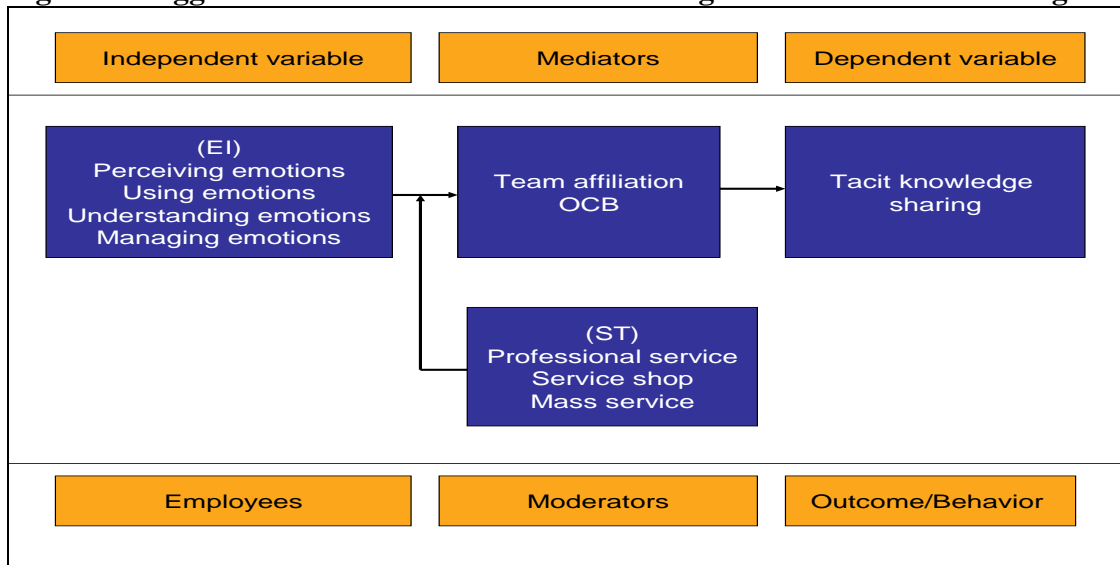 Independent variable
Mediators
Dependent variable
(EI)
Perceiving emotions
Using emotions
Understanding emotions
Managing emotions
Team affiliation
OCB
Tacit knowledge
sharing
(ST)
Professional service
Service shop
Mass service
Employees
Moderators
Outcome/Behavior